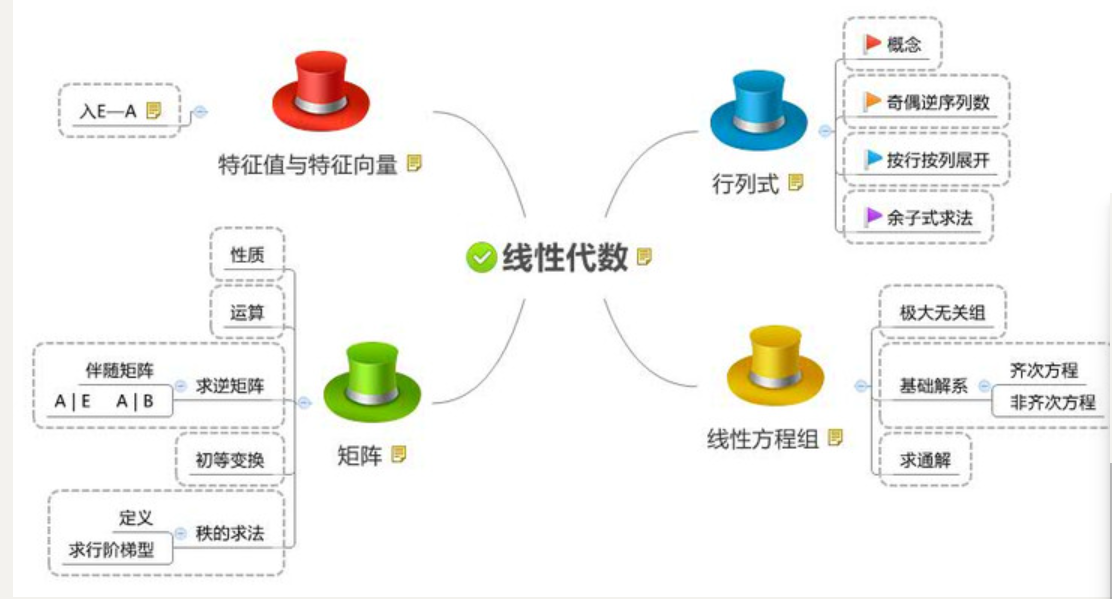 线性代数
特征值与特征向量
入E—A
行列式
概念
奇偶逆序列数
按行按列展开
余子式求法
矩阵
性质
运算
求逆矩阵
伴随矩阵
A|E A|B
初等变换
秩的求法
定义
求行阶梯型
线性方程组
极大无关组
基础解系
齐次方程
非齐次方程
求通解